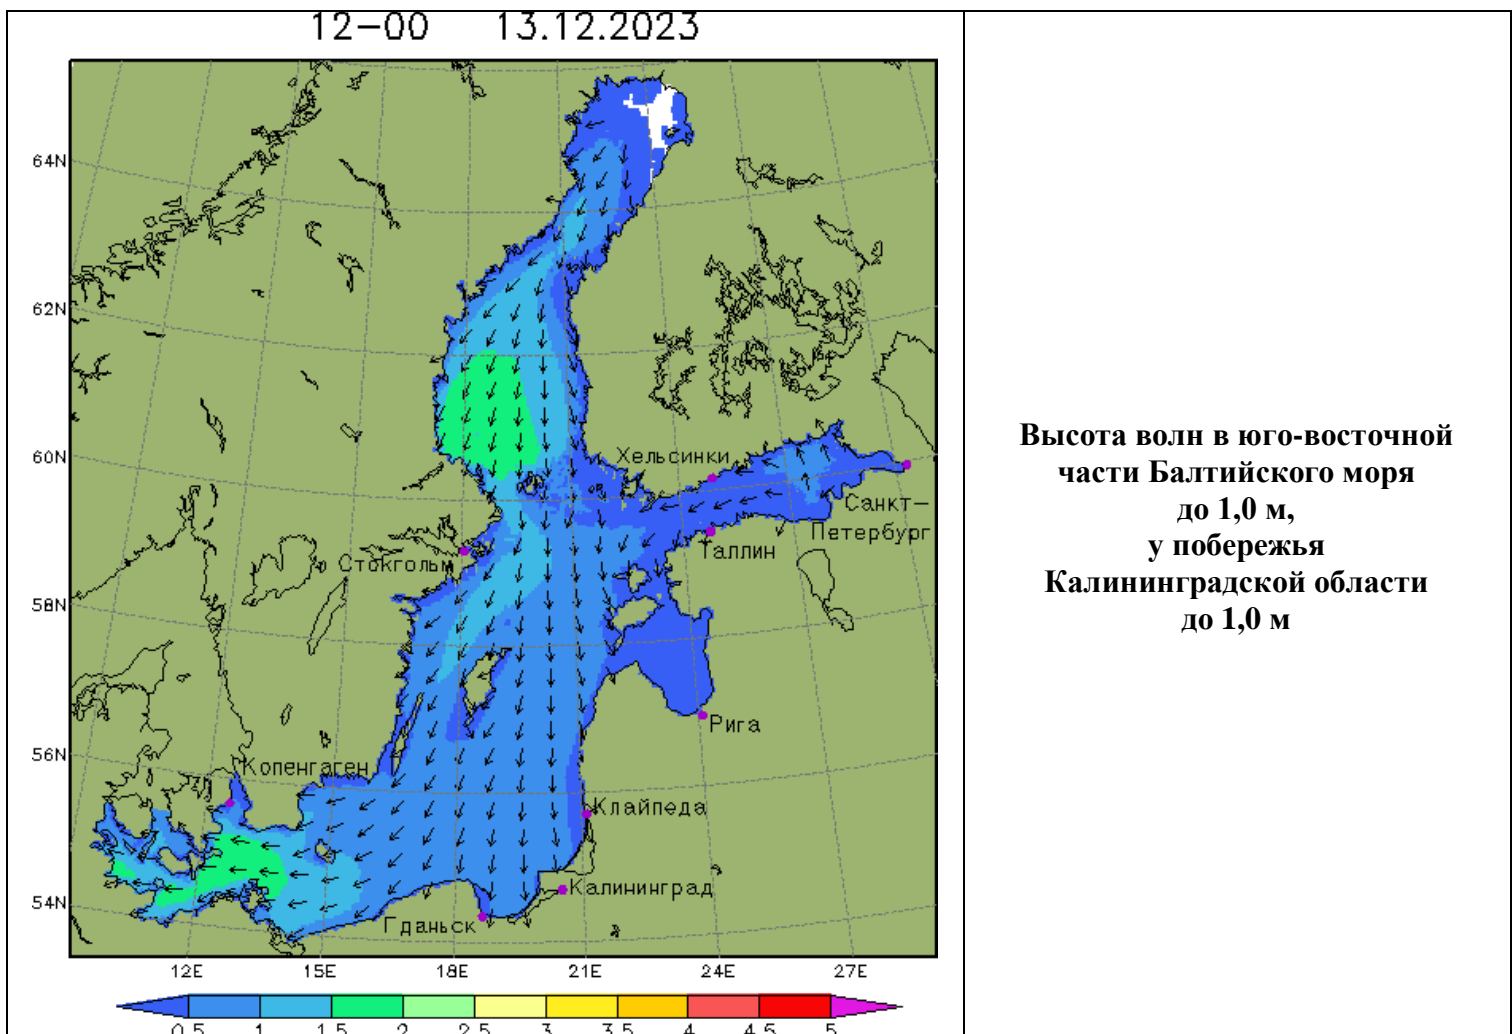 12-00 13.12.2023
64N
62N
60N
58N
56N
54N
Хельсинки
Санкт-
Петербург
Таллин
Стокгольм
Рига
Копенгаген
Клайпеда
Калининград
Гданьск
12E 15E 18E 21E 24E 27E
0.5 1 1.5 2 2.5 3 3.5 4 4.5 5
Высота волн в юго-восточной
части Балтийского моря
до 1,0 м,
у побережья
Калининградской области
до 1,0 м